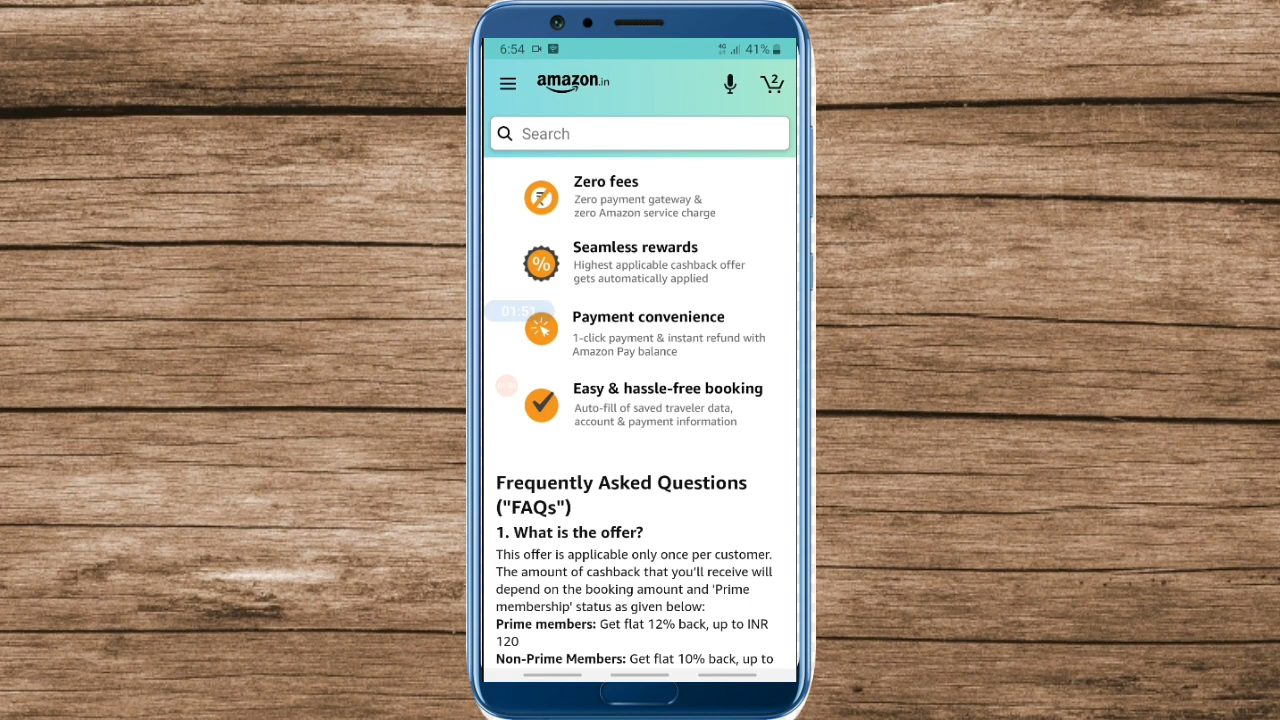 6:54 4G 41%
amazon.in 2
Search
Zero fees
Zero payment gateway &
zero Amazon service charge
Seamless rewards
%
Highest applicable cashback offer
gets automatically applied
Payment convenience
1-click payment & instant refund with
Amazon Pay balance
Easy & hassle-free booking
Auto-fill of saved traveler data,
account & payment information
Frequently Asked Questions
("FAQs")
1. What is the offer?
This offer is applicable only once per customer.
The amount of cashback that you'll receive will
depend on the booking amount and 'Prime
membership' status as given below:
Prime members: Get flat 12% back, up to INR
120
Non-Prime Members: Get flat 10% back, up to